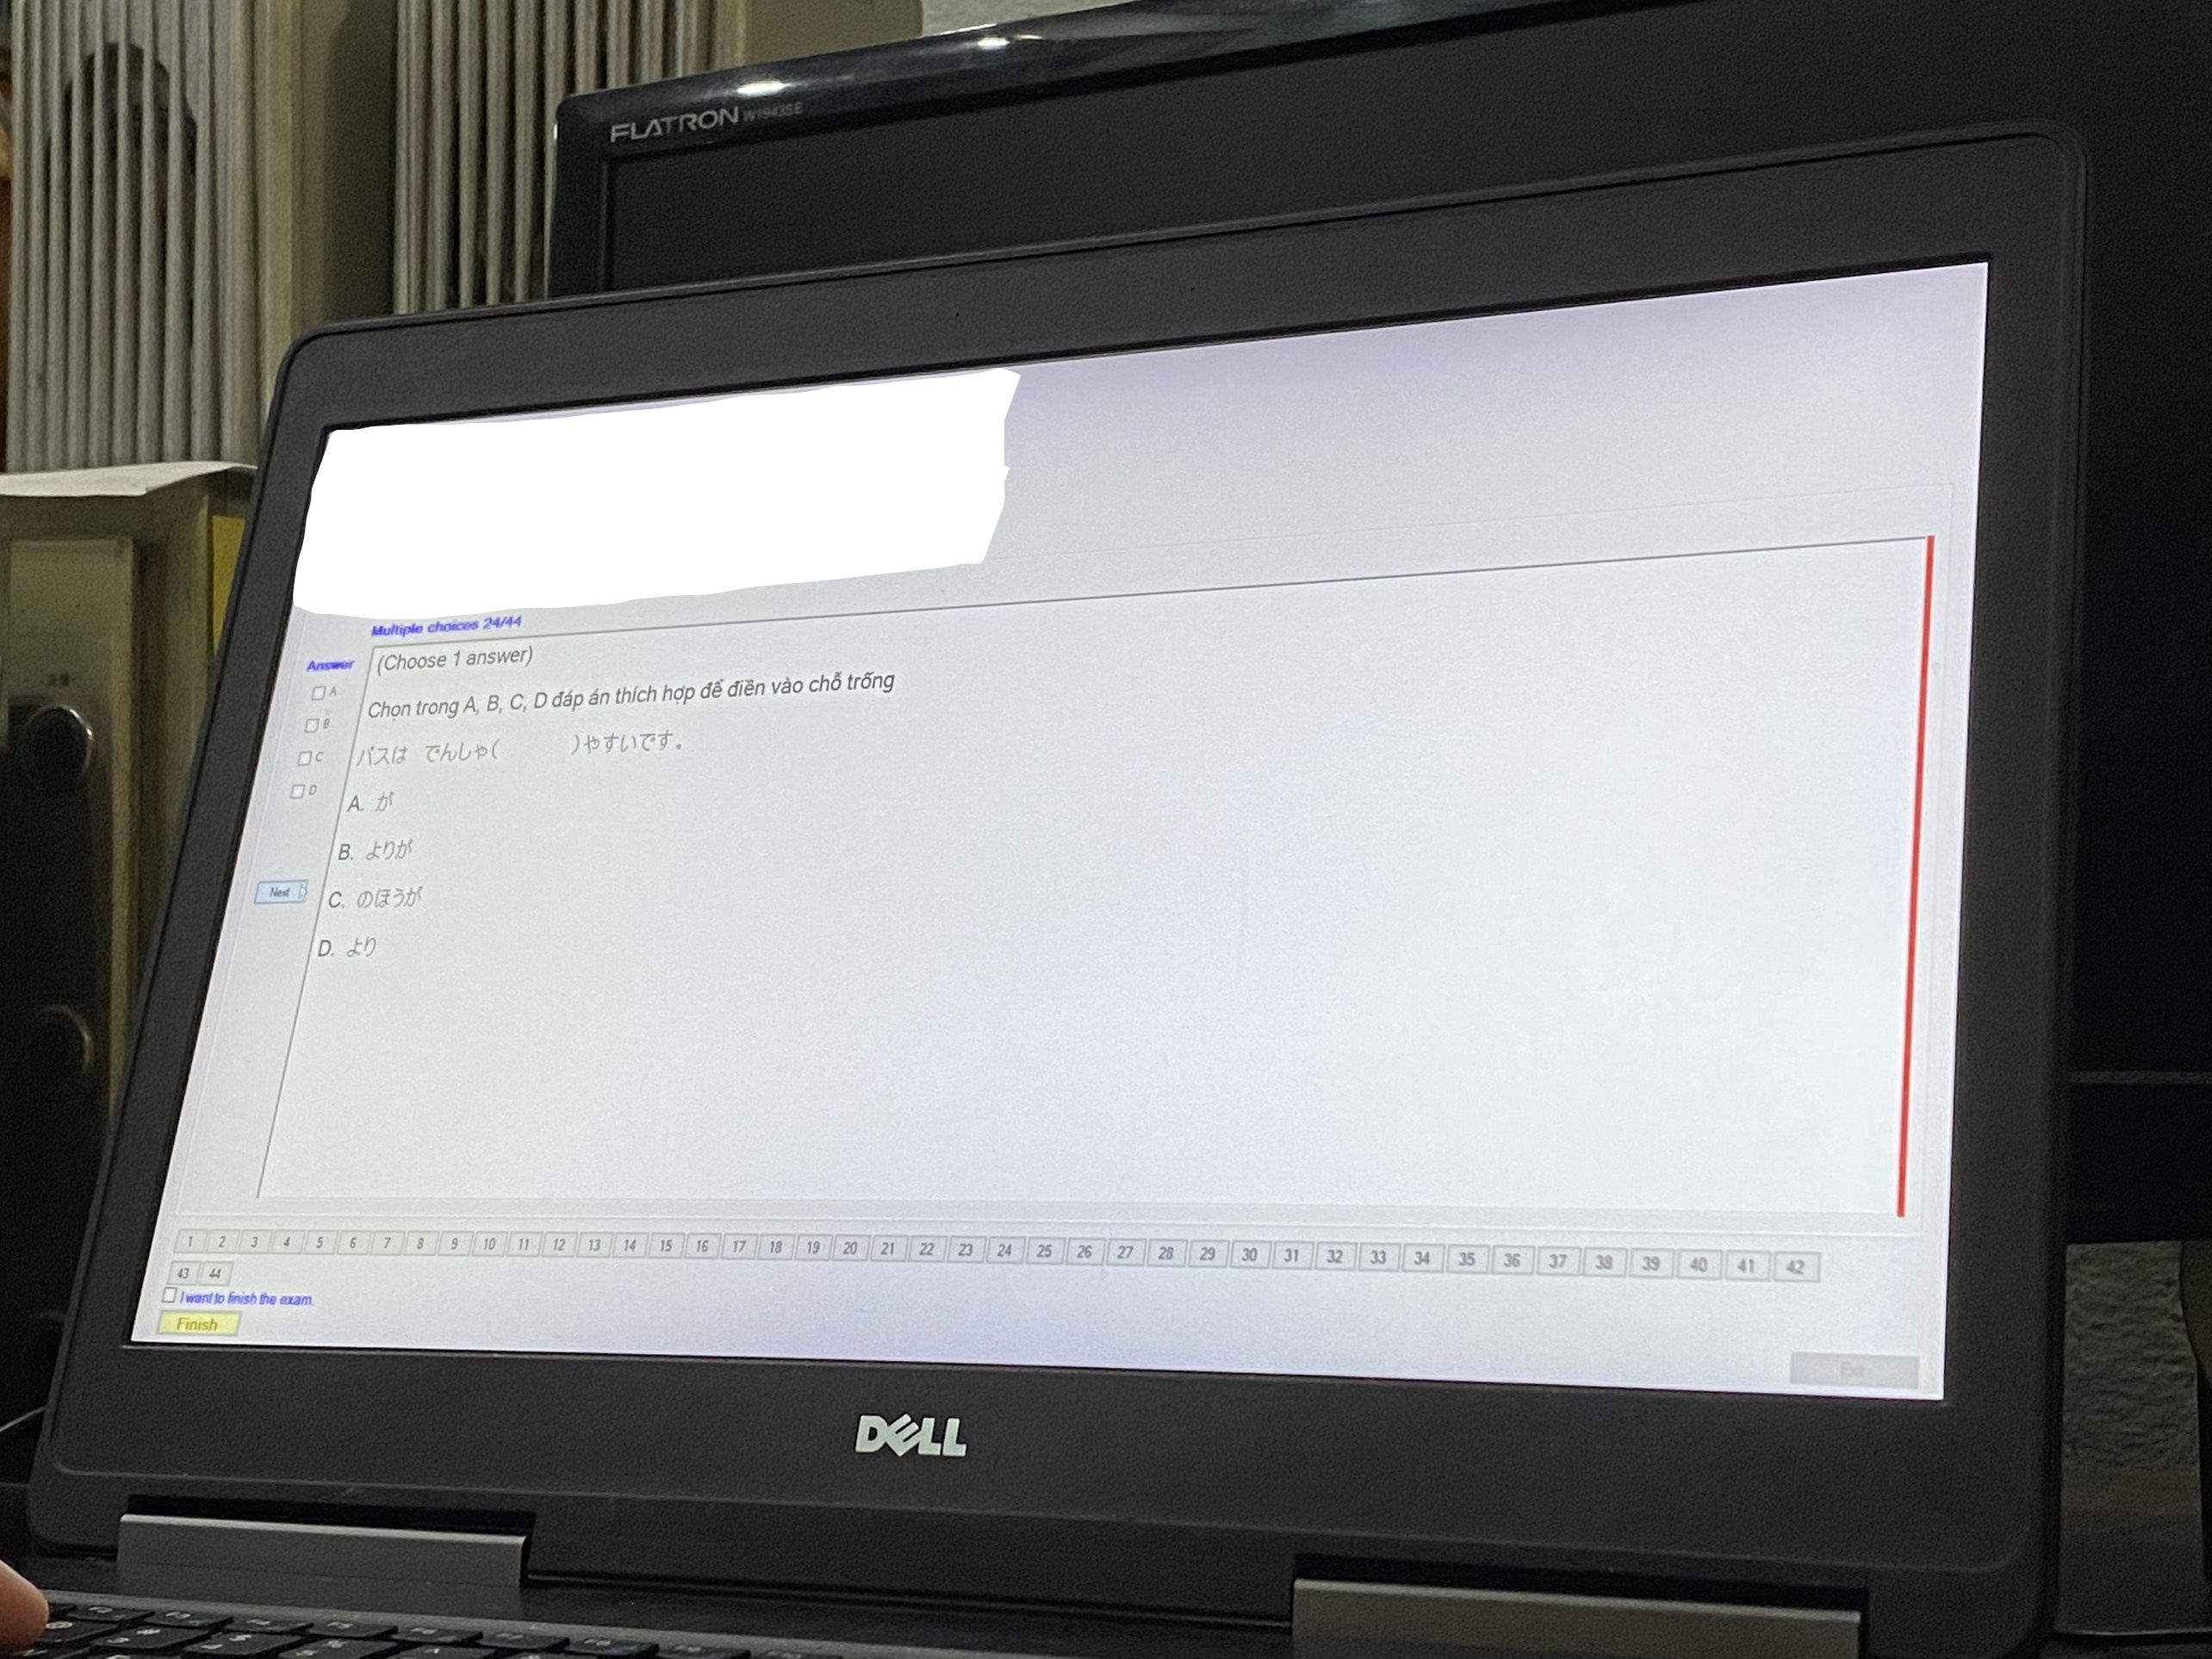 FLATRON W1943SE
Multiple choices 24/44
Answer
(Choose 1 answer)
A
Chọn trong A, B, C, D đáp án thích hợp để điền vào chỗ trống
B
バスは でんしゃ( )やすいです。
C
D
A. が
B. よりが
Next
C. のほうが
D. より
1 2 3 4 5 6 7 8 9 10 11 12 13 14 15 16 17 18 19 20 21 22 23 24 25 26 27 28 29 30 31 32 33 34 35 36 37 38 39 40 41 42
43 44
I want to finish the exam.
Finish
Exit
DELL